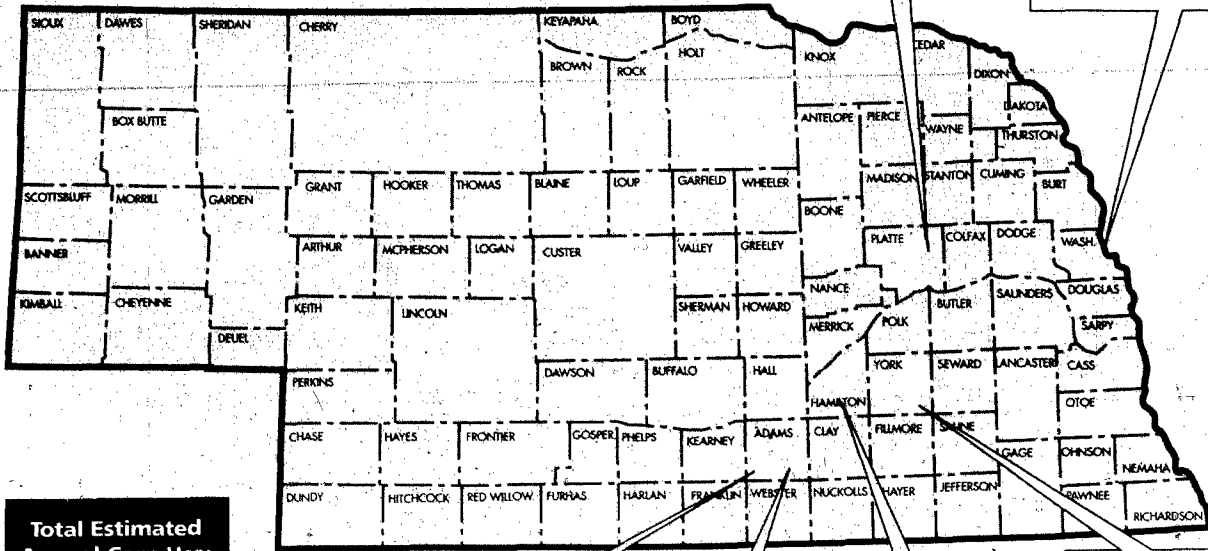 SIOUX DAWES SHERIDAN CHERRY KEYAPAHA BOYD
HOLT
KNOX CEDAR
BROWN ROCK
DIXON
DAKOTA
BOX BUTTE ANTELOPE PIERCE
WAYNE THURSTON
SCOTTSBLUFF MORRILL GARDEN GRANT HOOKER THOMAS BLAINE LOUP GARFIELD WHEELER MADISON STANTON CUMING BURT
BOONE
BANNER ARTHUR MCPHERSON LOGAN CUSTER VALLEY GREELEY PLATTE COLFAX DODGE WASH.
KIMBALL CHEYENNE KEITH LINCOLN SHERMAN HOWARD NANCE BUTLER SAUNDERS DOUGLAS
MERRICK POLK SARPY
DEUEL
PERKINS DAWSON BUFFALO HALL YORK SEWARD LANCASTER CASS
HAMILTON OTOE
CHASE HAYES FRONTIER GOSPER PHELPS KEARNEY ADAMS CLAY FILLMORE
GAGE OHNSON
NEMAHA
DUNDY HITCHCOCK RED WILLOW FURHAS HARLAN FRANKLIN WEBSTER NUCKOLLS HAYER JEFFERSON PAWNEE
RICHARDSON
Total Estimated